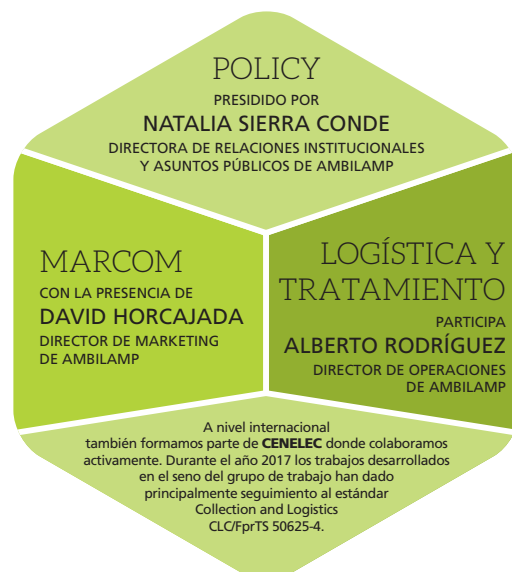 POLICY
PRESIDIDO POR
NATALIA SIERRA CONDE
DIRECTORA DE RELACIONES INSTITUCIONALES
Y ASUNTOS PÚBLICOS DE AMBILAMP
MARCOM
CON LA PRESENCIA DE
DAVID HORCAJADA
DIRECTOR DE MARKETING
DE AMBILAMP
LOGÍSTICA Y
TRATAMIENTO
PARTICIPA
ALBERTO RODRÍGUEZ
DIRECTOR DE OPERACIONES
DE AMBILAMP
A nivel internacional
también formamos parte de CENELEC donde colaboramos
activamente. Durante el año 2017 los trabajos desarrollados
en el seno del grupo de trabajo han dado
principalmente seguimiento al estándar
Collection and Logistics
CLC/FprTS 50625-4.